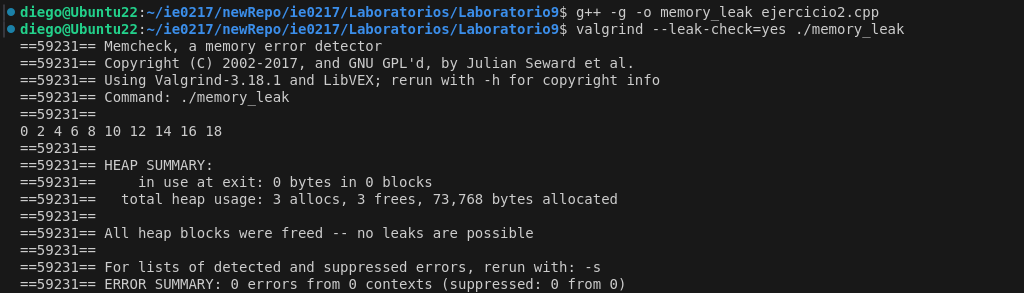 diego@Ubuntu22:~/ie0217/newRepo/ie0217/Laboratorios/Laboratorio9$ g++ -g -o memory_leak ejercicio2.cpp
diego@Ubuntu22:~/ie0217/newRepo/ie0217/Laboratorios/Laboratorio9$ valgrind --leak-check=yes ./memory_leak
==59231== Memcheck, a memory error detector
==59231== Copyright (C) 2002-2017, and GNU GPL'd, by Julian Seward et al.
==59231== Using Valgrind-3.18.1 and LibVEX; rerun with -h for copyright info
==59231== Command: ./memory_leak
==59231==
0 2 4 6 8 10 12 14 16 18
==59231==
==59231== HEAP SUMMARY:
==59231==     in use at exit: 0 bytes in 0 blocks
==59231==   total heap usage: 3 allocs, 3 frees, 73,768 bytes allocated
==59231==
==59231== All heap blocks were freed -- no leaks are possible
==59231==
==59231== For lists of detected and suppressed errors, rerun with: -s
==59231== ERROR SUMMARY: 0 errors from 0 contexts (suppressed: 0 from 0)